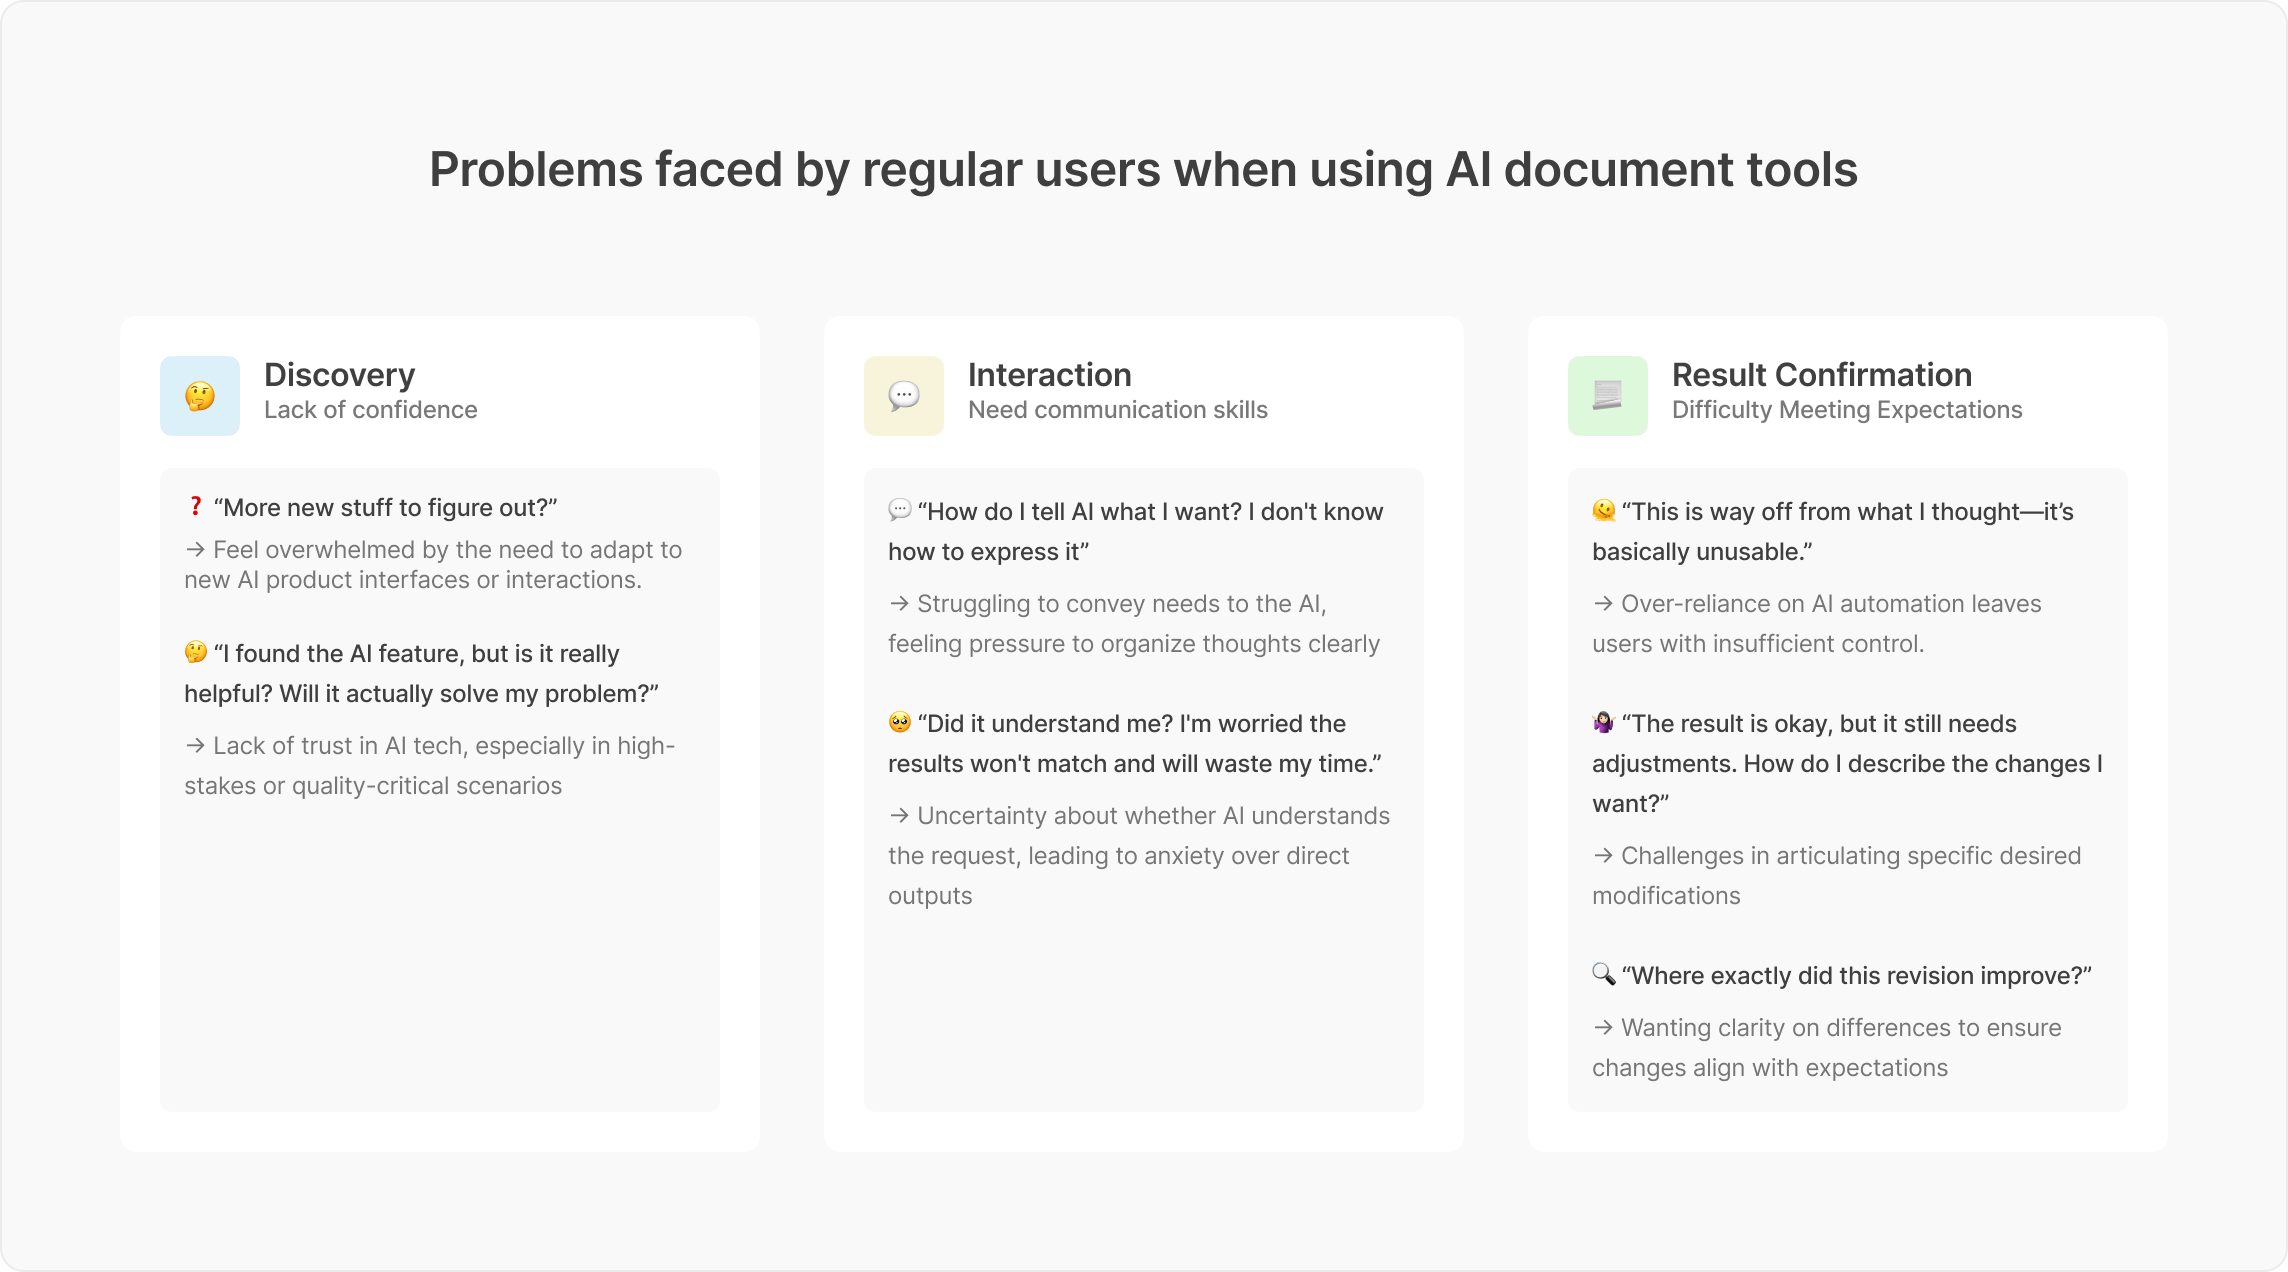 Problems faced by regular users when using AI document tools
Discovery
Lack of confidence
❓ “More new stuff to figure out?”
→ Feel overwhelmed by the need to adapt to
new AI product interfaces or interactions.
🤔 “I found the AI feature, but is it really
helpful? Will it actually solve my problem?”
→ Lack of trust in AI tech, especially in high-
stakes or quality-critical scenarios
Interaction
Need communication skills
💬 “How do I tell AI what I want? I don't know
how to express it”
→ Struggling to convey needs to the AI,
feeling pressure to organize thoughts clearly
🥺 “Did it understand me? I'm worried the
results won't match and will waste my time.”
→ Uncertainty about whether AI understands
the request, leading to anxiety over direct
outputs
Result Confirmation
Difficulty Meeting Expectations
🫠 “This is way off from what I thought—it’s
basically unusable.”
→ Over-reliance on AI automation leaves
users with insufficient control.
🤷🏻‍♀️ “The result is okay, but it still needs
adjustments. How do I describe the changes I
want?”
→ Challenges in articulating specific desired
modifications
🔍 “Where exactly did this revision improve?”
→ Wanting clarity on differences to ensure
changes align with expectations